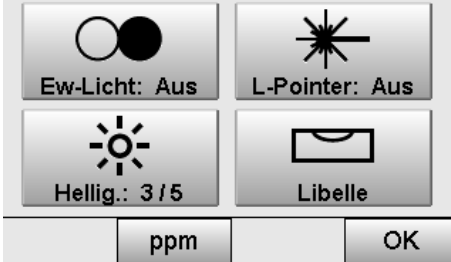 Ew-Licht: Aus
L-Pointer: Aus
Hellig.: 3/5
Libelle
ppm
OK